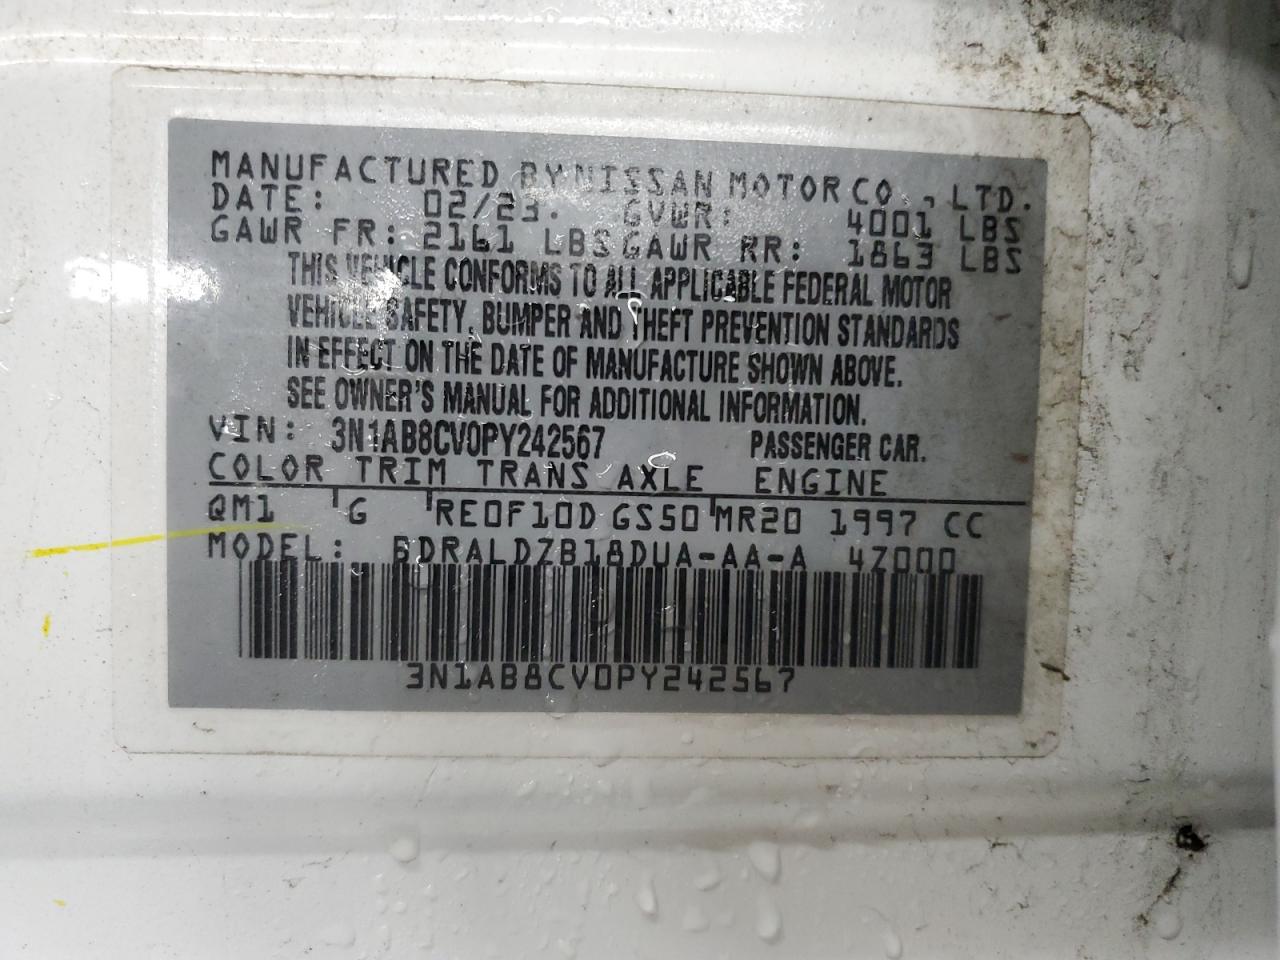 MANUFACTURED BY NISSAN MOTOR CO., LTD.
DATE: 02/23. GVWR: 4001 LBS
GAWR FR: 2161 LBS GAWR RR: 1863 LBS
THIS VEHICLE CONFORMS TO ALL APPLICABLE FEDERAL MOTOR
VEHICLE SAFETY, BUMPER AND THEFT PREVENTION STANDARDS
IN EFFECT ON THE DATE OF MANUFACTURE SHOWN ABOVE.
SEE OWNER'S MANUAL FOR ADDITIONAL INFORMATION.
VIN: 3N1AB8CV0PY242567 PASSENGER CAR.
COLOR TRIM TRANS AXLE ENGINE
QM1 G RE0F10D GS50 MR20 1997 CC
MODEL: BDRALDZB18DUA-AA-A 4Z000
3N1AB8CV0PY242567